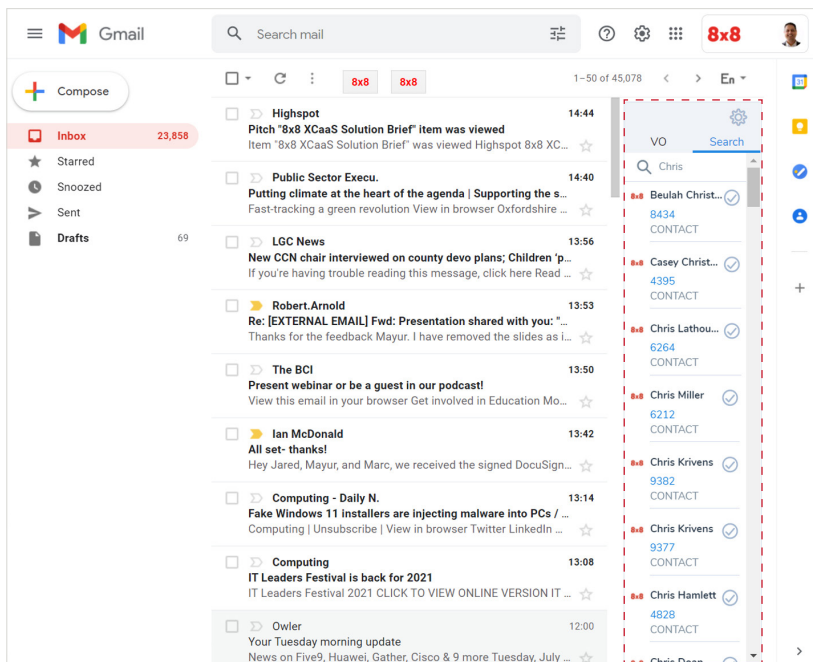 Gmail
Search mail
8x8
Compose
Inbox 23,858
Starred
Snoozed
Sent
Drafts 69
8x8 8x8 1–50 of 45,078 En
Highspot 14:44
Pitch "8x8 XCaaS Solution Brief" item was viewed
Item "8x8 XCaaS Solution Brief" was viewed Highspot 8x8 XC...
Public Sector Execu. 14:40
Putting climate at the heart of the agenda | Supporting the s...
Fast-tracking a green revolution View in browser Oxfordshire ...
LGC News 13:56
New CCN chair interviewed on county devo plans; Children 'p...
If you're having trouble reading this message, click here Read ...
Robert.Arnold 13:53
Re: [EXTERNAL EMAIL] Fwd: Presentation shared with you: "...
Thanks for the feedback Mayur. I have removed the slides as i...
The BCI 13:50
Present webinar or be a guest in our podcast!
View this email in your browser Get involved in Education Mo...
Ian McDonald 13:42
All set- thanks!
Hey Jared, Mayur, and Marc, we received the signed DocuSign...
Computing - Daily N. 13:14
Fake Windows 11 installers are injecting malware into PCs / ...
Computing | Unsubscribe | View in browser Twitter LinkedIn ...
Computing 13:08
IT Leaders Festival is back for 2021
IT Leaders Festival 2021 CLICK TO VIEW ONLINE VERSION IT ...
Owler 12:00
Your Tuesday morning update
News on Five9, Huawei, Gather, Cisco & 9 more Tuesday, July ...
VO Search
Chris
8x8 Beulah Christ...
8434
CONTACT
8x8 Casey Christ...
4395
CONTACT
8x8 Chris Lathou...
6264
CONTACT
8x8 Chris Miller
6212
CONTACT
8x8 Chris Krivens
9382
CONTACT
8x8 Chris Krivens
9377
CONTACT
8x8 Chris Hamlett
4828
CONTACT
8x8 Chris Dean
31